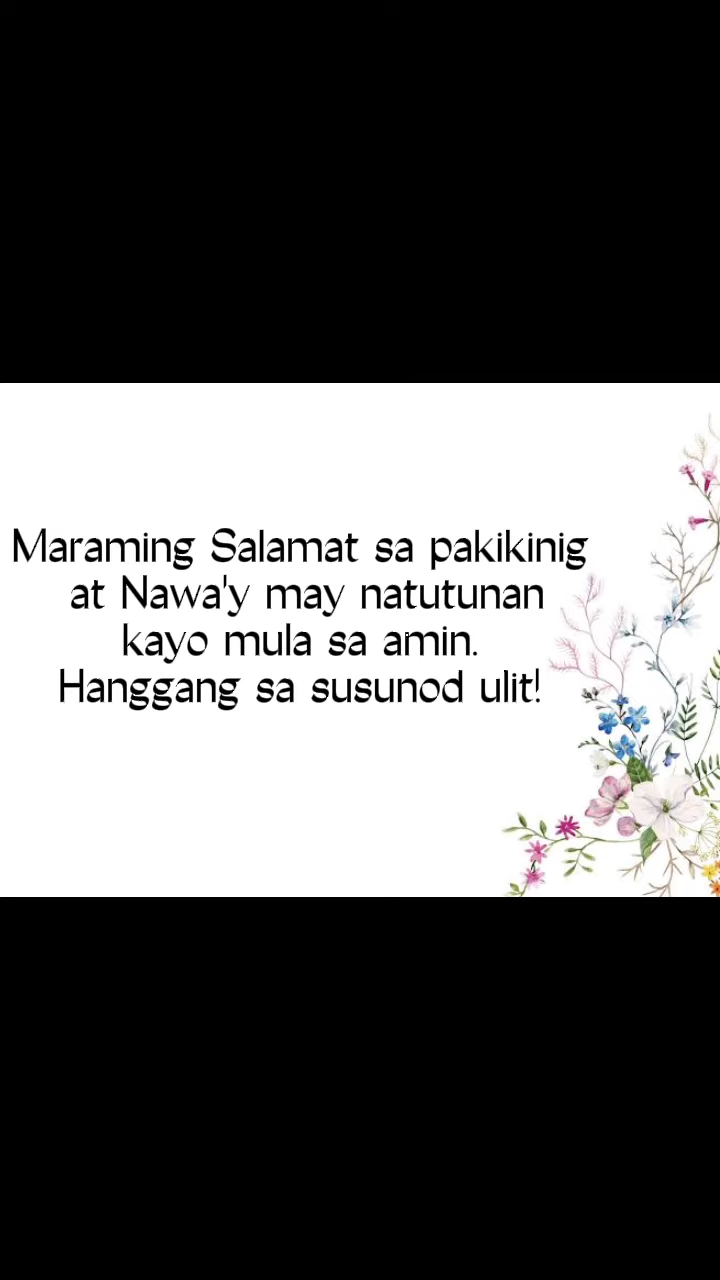 Maraming Salamat sa pakikinig
at Nawa'y may natutunan
kayo mula sa amin.
Hanggang sa susunod ulit!